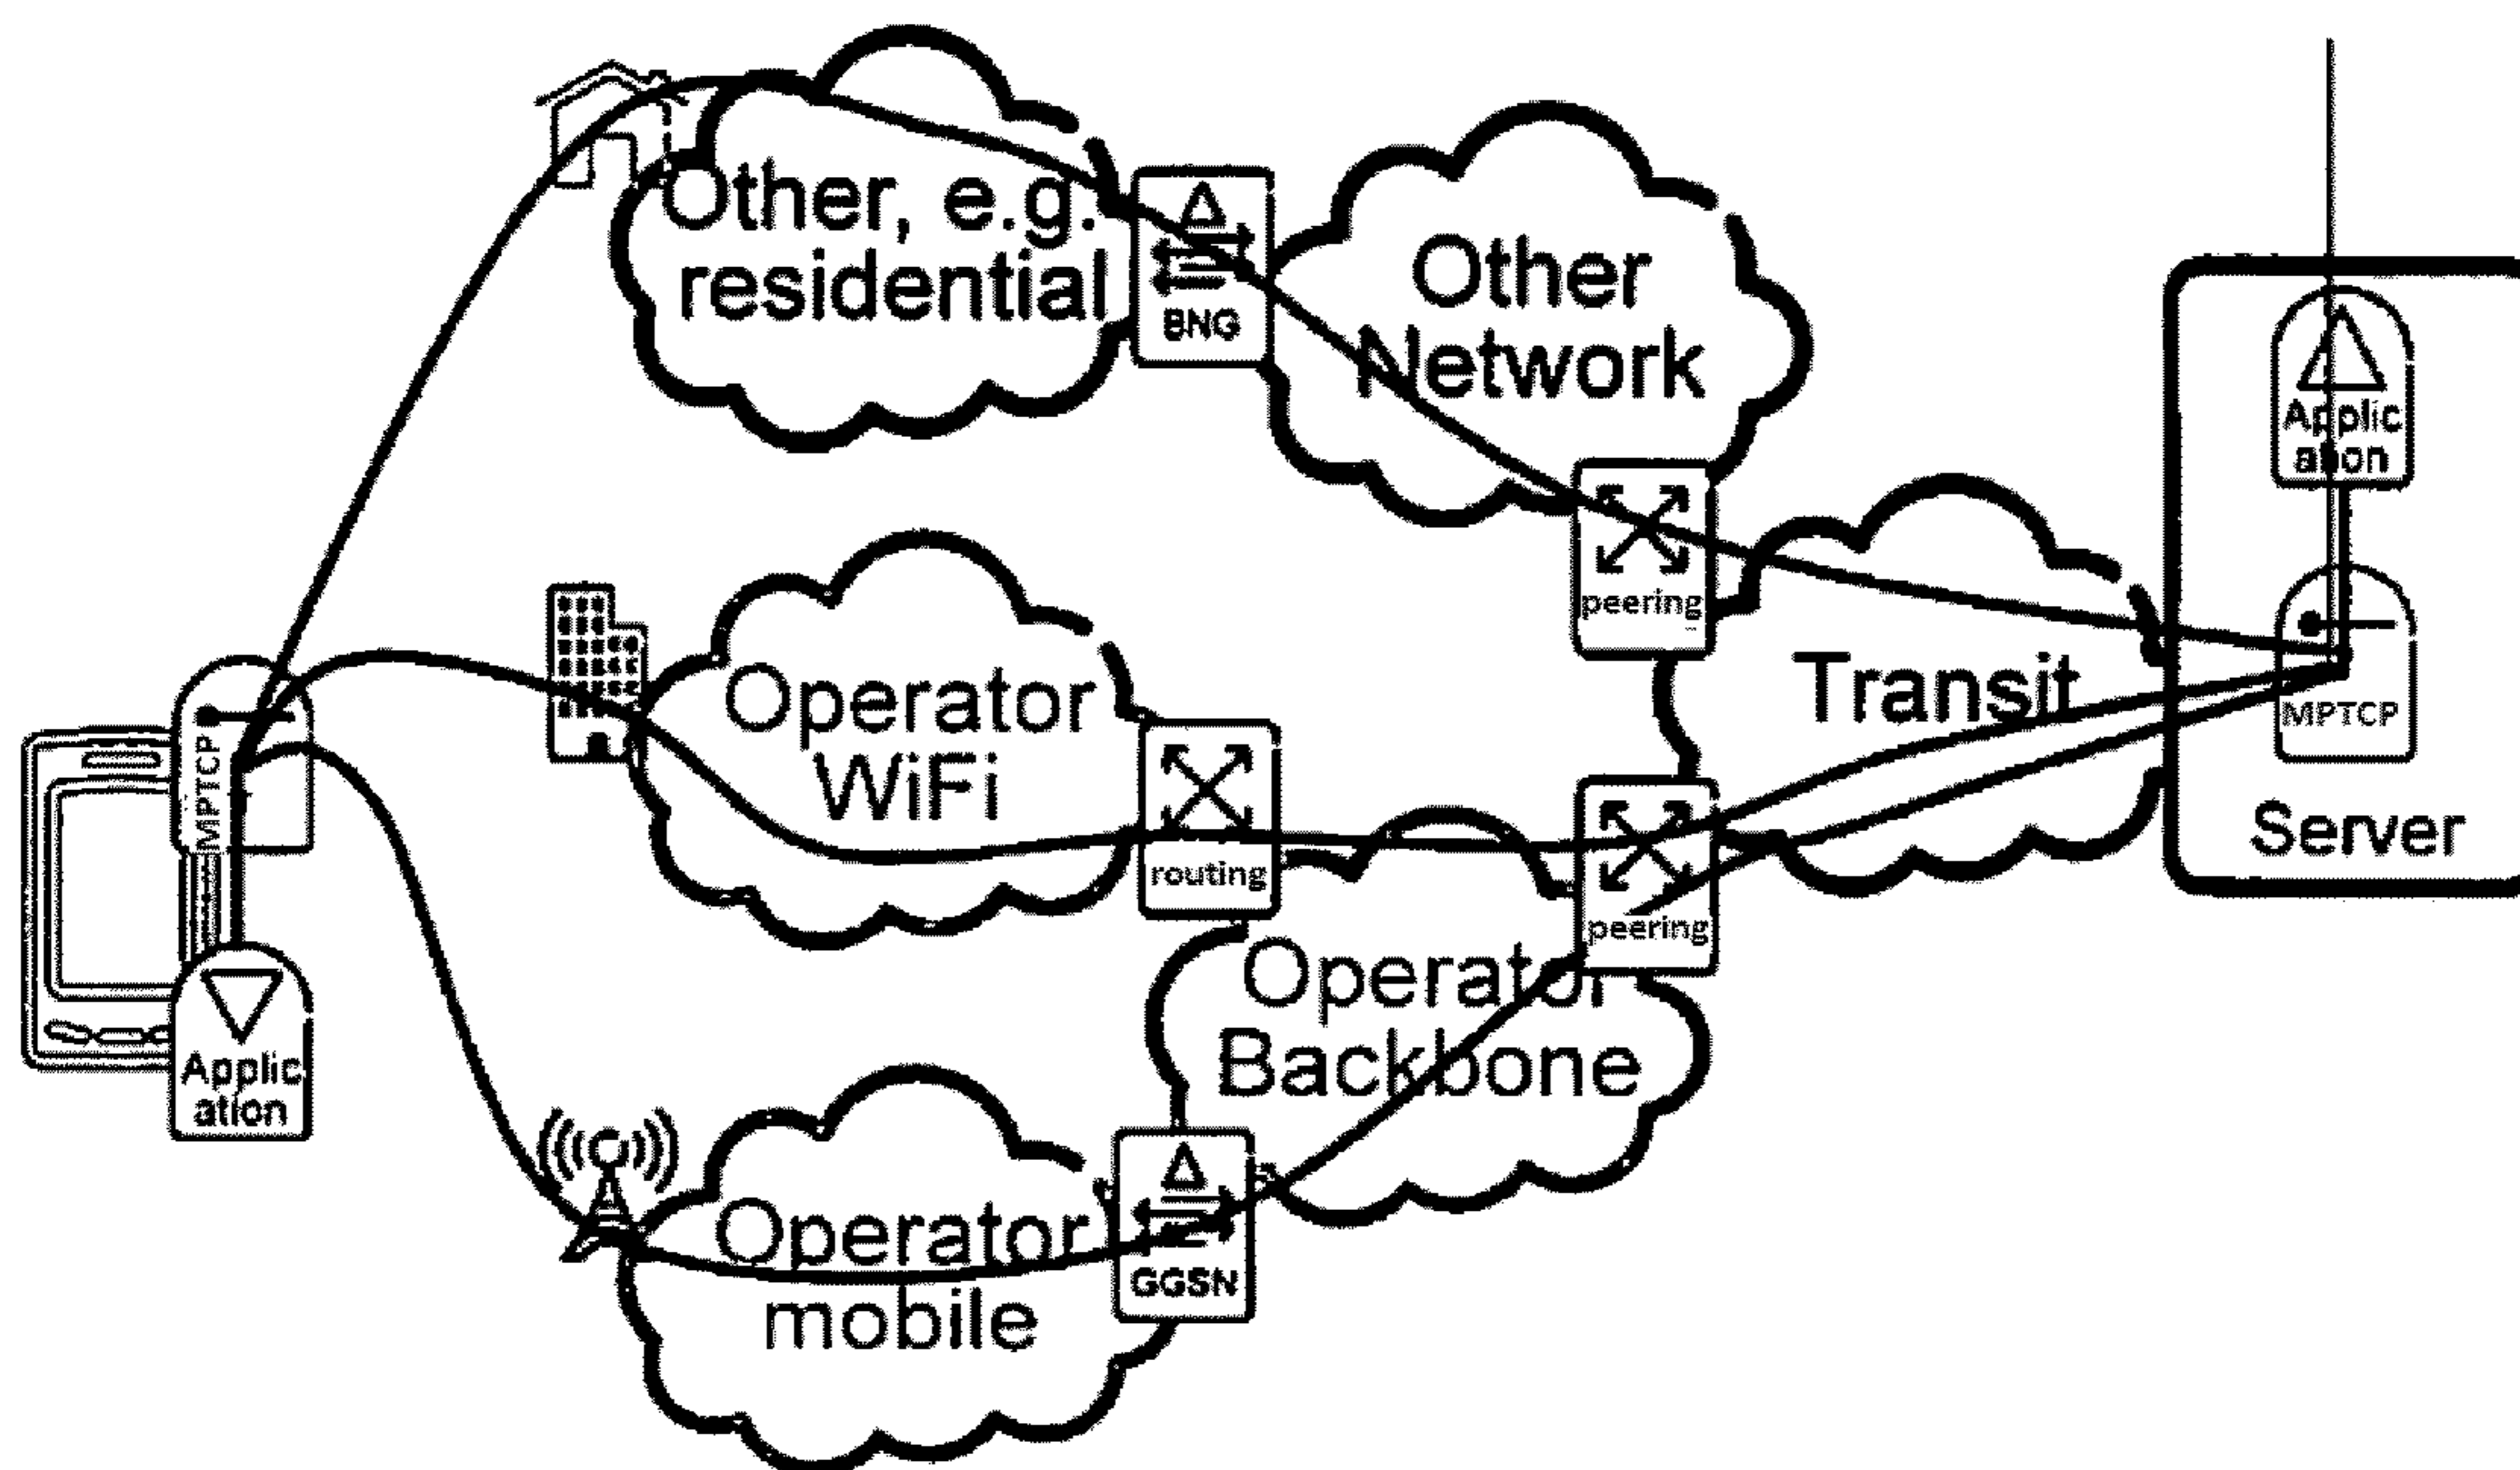 Other, e.g.
residential
BNG
Other
Network
Applic
ation
peering
Operator
WiFi
Transit
MPTCP
MPTCP
routing
Server
peering
Operator
Backbone
Applic
ation
Operator
mobile
GGSN